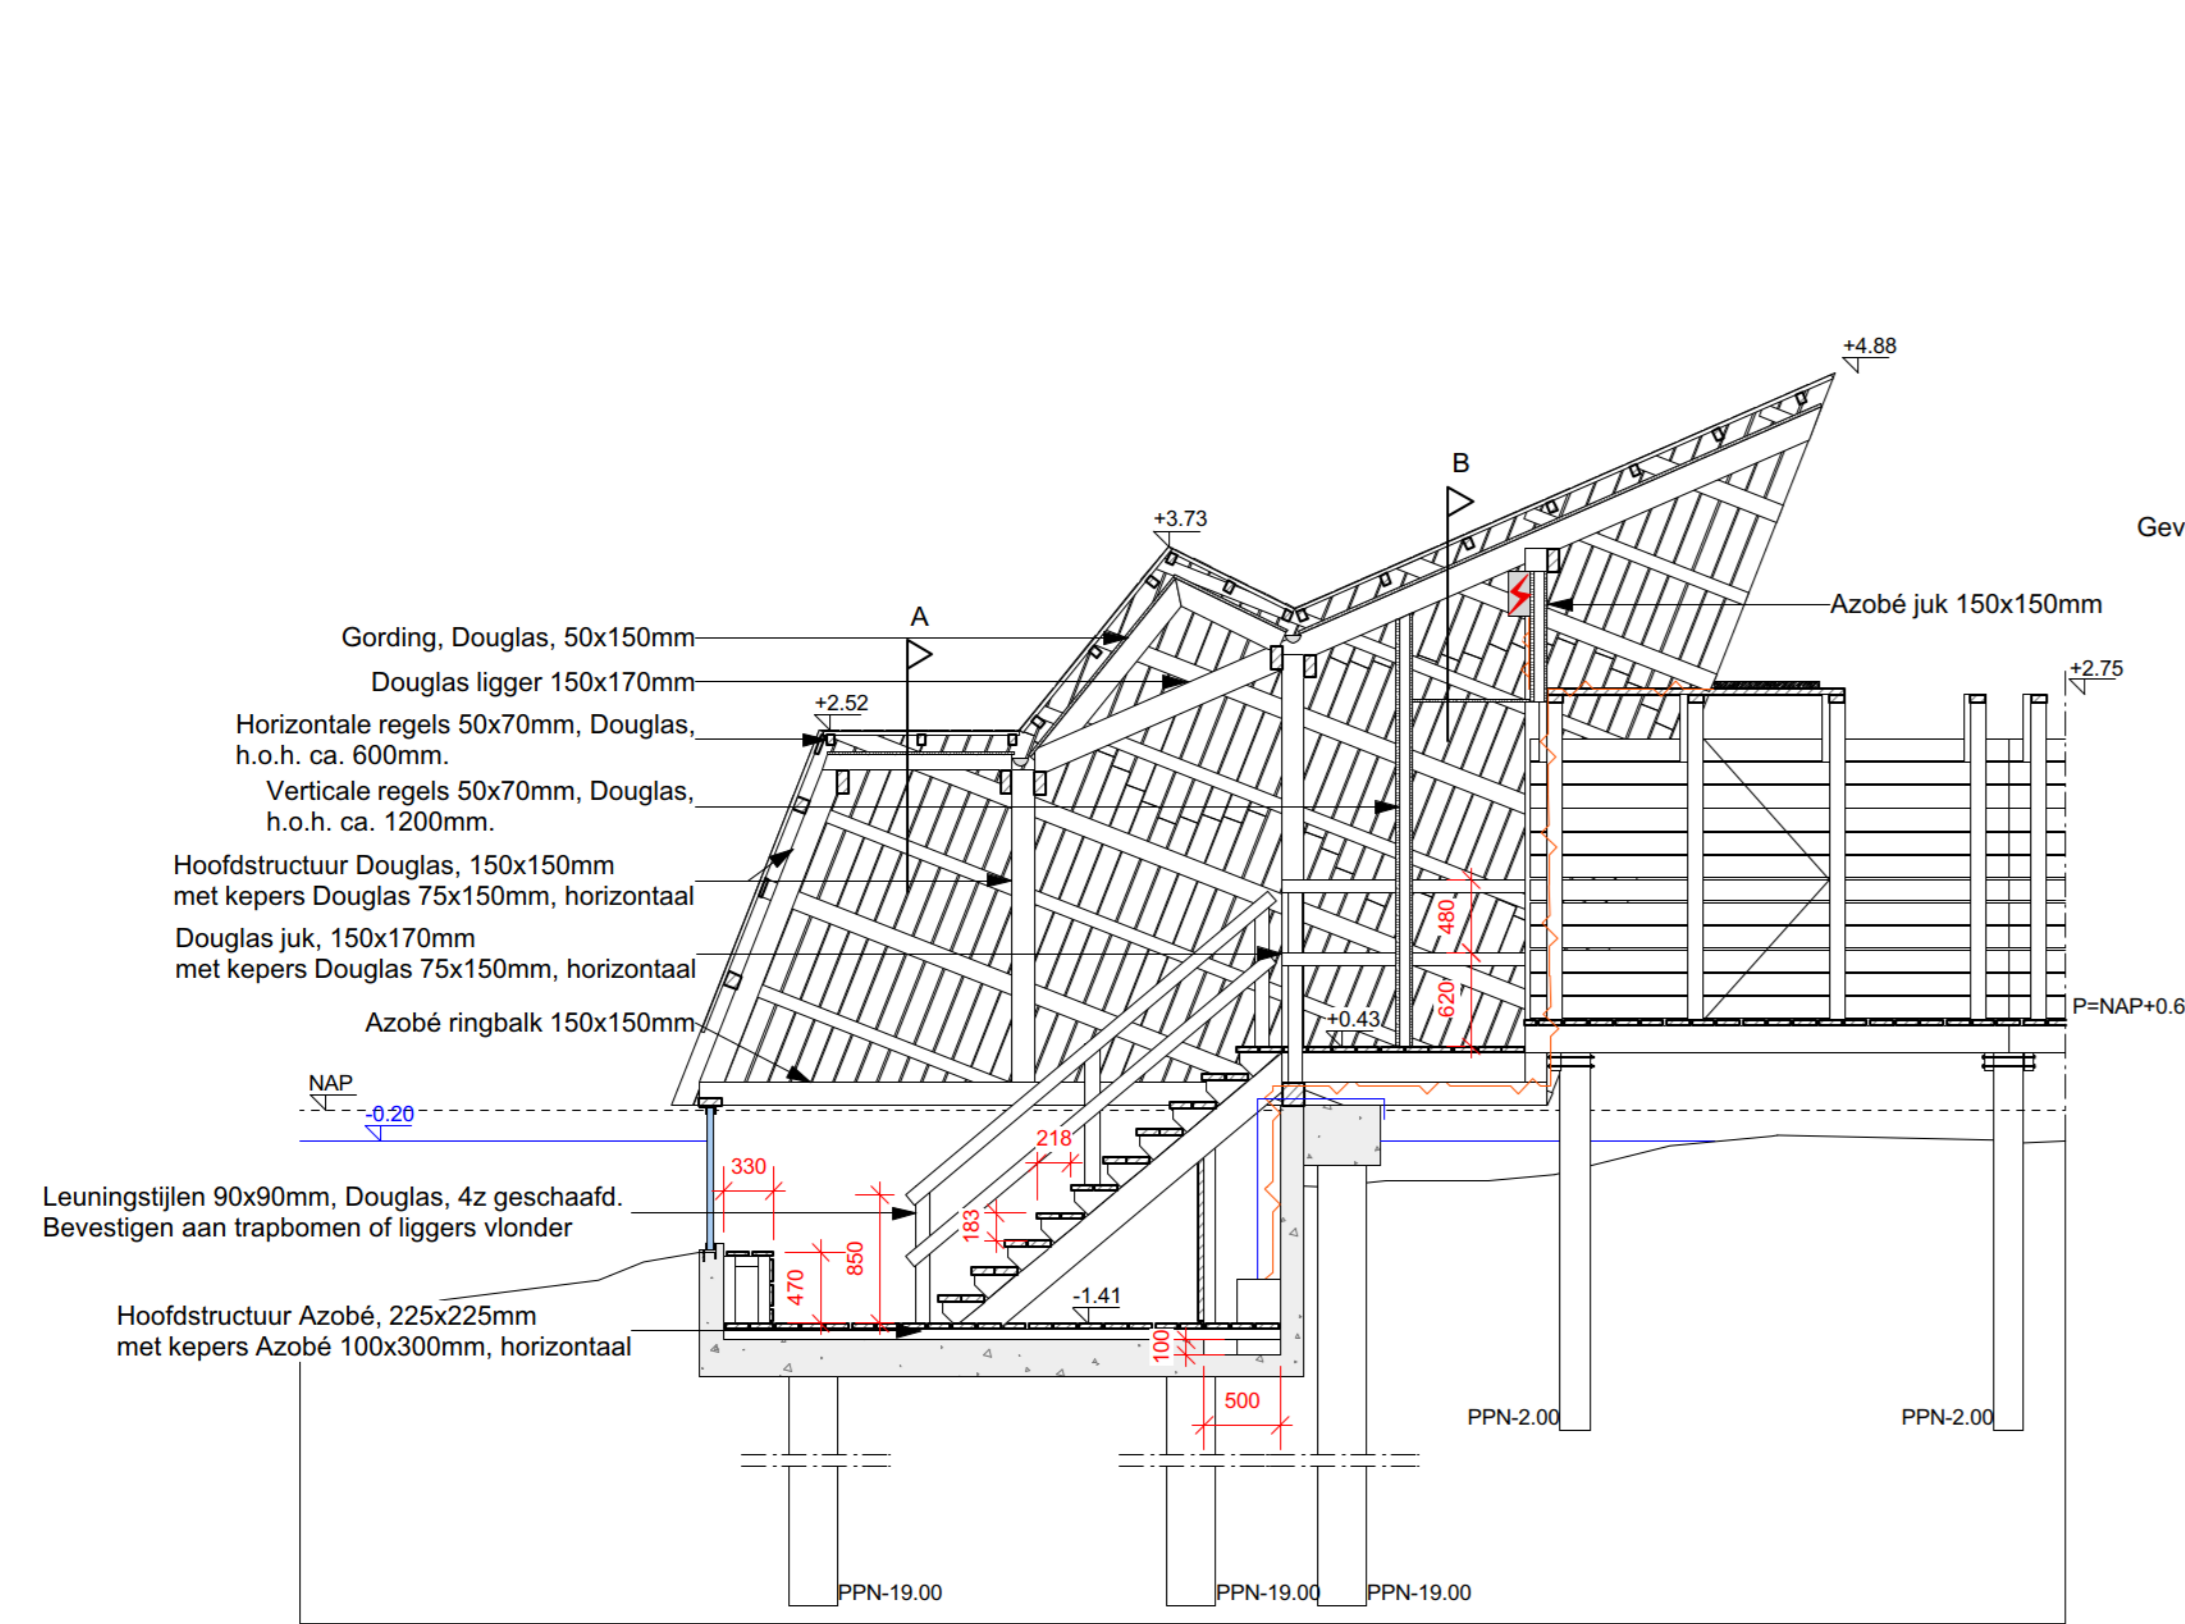 +4.88
B
+3.73
Gev
A
Azobé juk 150x150mm
Gording, Douglas, 50x150mm
+2.75
Douglas ligger 150x170mm
+2.52
Horizontale regels 50x70mm, Douglas,
h.o.h. ca. 600mm.
Verticale regels 50x70mm, Douglas,
h.o.h. ca. 1200mm.
Hoofdstructuur Douglas, 150x150mm
met kepers Douglas 75x150mm, horizontaal
480
Douglas juk, 150x170mm
met kepers Douglas 75x150mm, horizontaal
620
P=NAP+0.6
Azobé ringbalk 150x150mm
+0.43
NAP
-0.20
218
330
Leuningstijlen 90x90mm, Douglas, 4z geschaafd.
Bevestigen aan trapbomen of liggers vlonder
183
850
470
-1.41
Hoofdstructuur Azobé, 225x225mm
met kepers Azobé 100x300mm, horizontaal
100
500
PPN-2.00
PPN-2.00
PPN-19.00
PPN-19.00
PPN-19.00